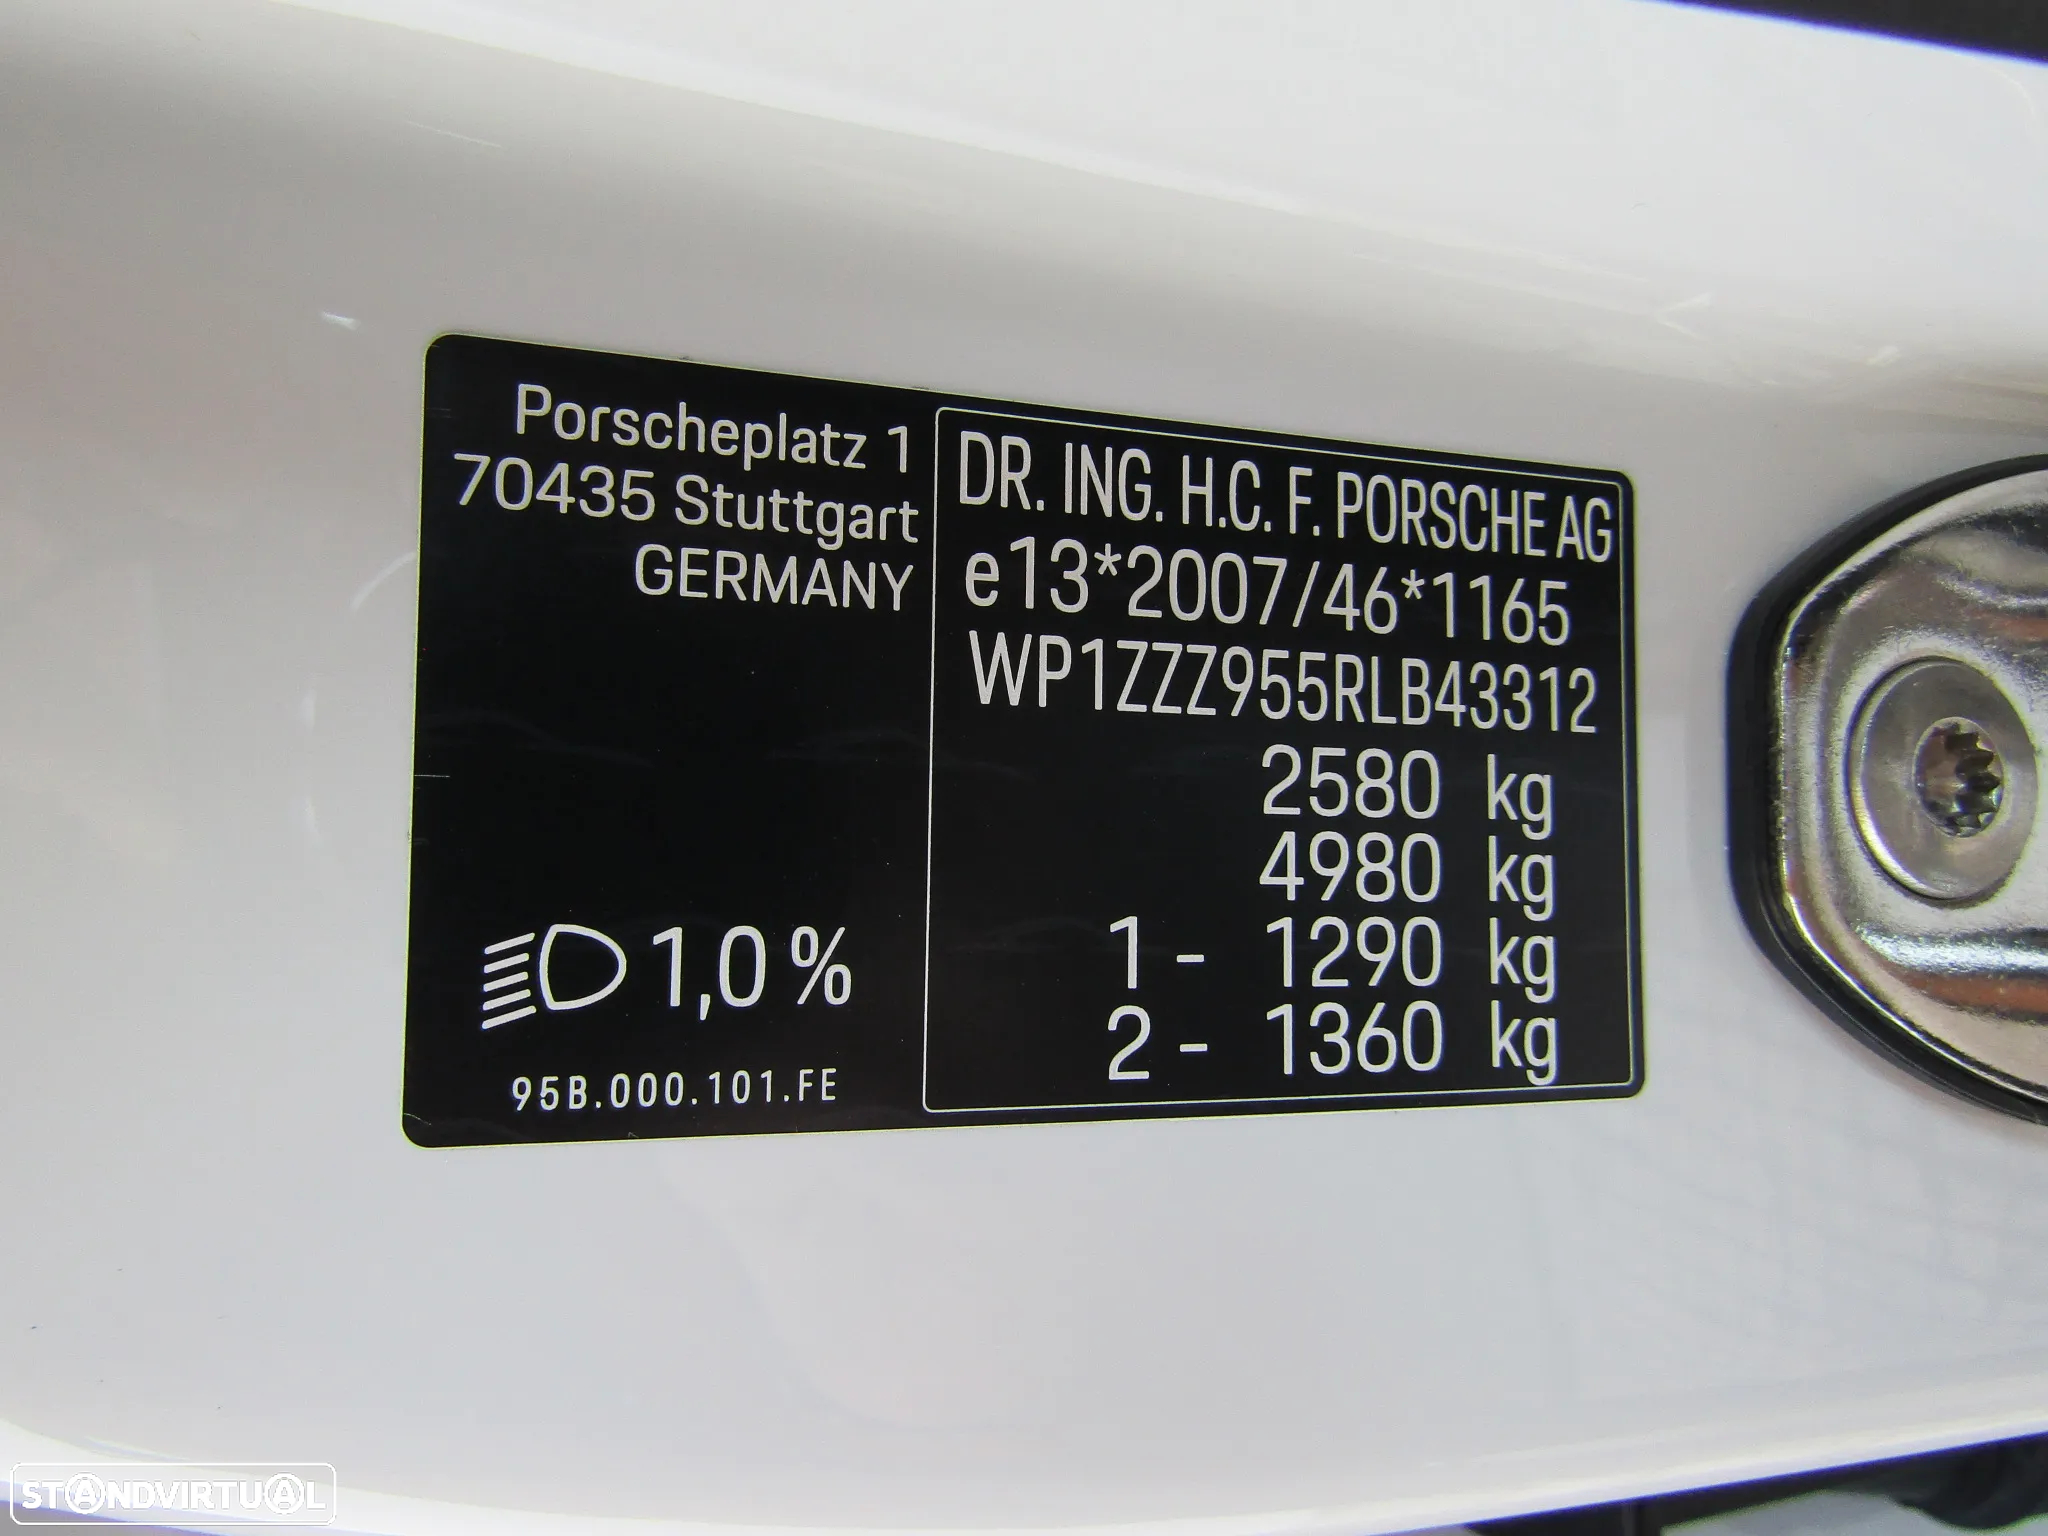 Porscheplatz 1
70435 Stuttgart
GERMANY
1,0 %
95B.000.101.FE
DR. ING. H.C. F. PORSCHE AG
e13*2007/46*1165
WP1ZZZ955RLB43312
2580 kg
4980 kg
1 - 1290 kg
2 - 1360 kg
STANDVIRTUAL